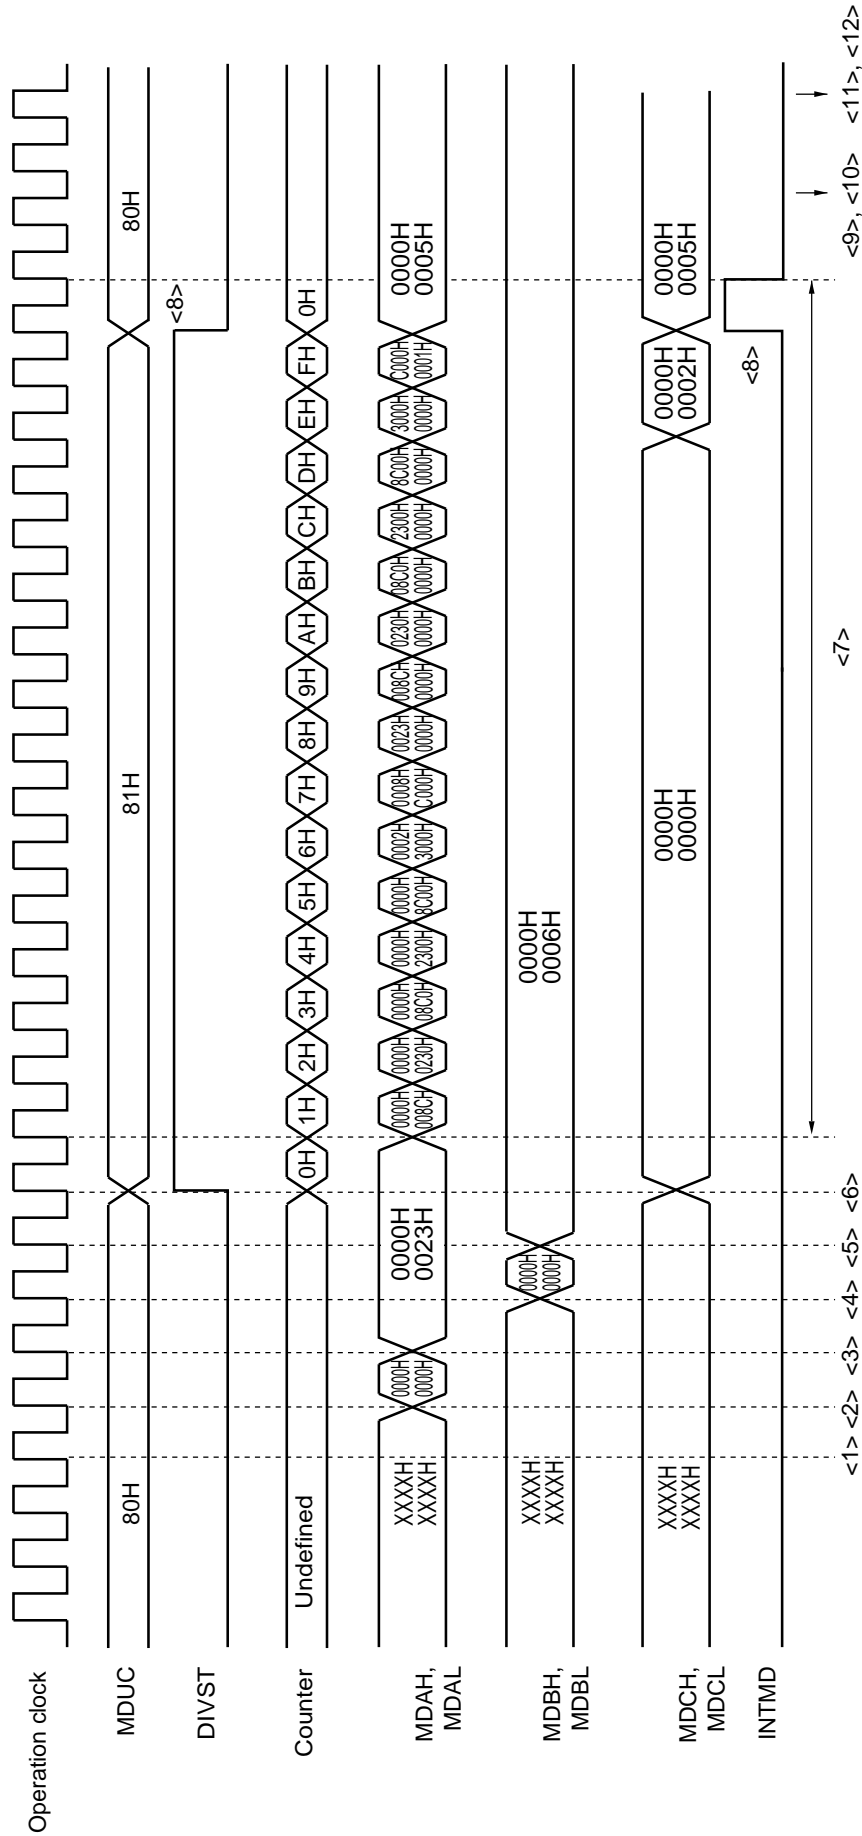 Operation clock
MDUC
80H
81H
80H
DIVST
<8>
Counter
Undefined
0H
1H
2H
3H
4H
5H
6H
7H
8H
9H
AH
BH
CH
DH
EH
FH
0H
MDAH,
MDAL
XXXXH
XXXXH
0000H
0000H
0000H
0023H
0000H
008CH
0000H
0230H
0000H
08C0H
0000H
2300H
0000H
8C00H
0002H
3000H
0008H
C000H
0023H
0000H
008CH
0000H
0230H
0000H
08C0H
0000H
2300H
0000H
8C00H
0000H
3000H
0000H
C000H
0001H
0000H
0005H
MDBH,
MDBL
XXXXH
XXXXH
0000H
0000H
0000H
0006H
MDCH,
MDCL
XXXXH
XXXXH
0000H
0000H
0000H
0002H
0000H
0005H
INTMD
<8>
<1>
<2>
<3>
<4>
<5>
<6>
<7>
<9>, <10>
<11>, <12>